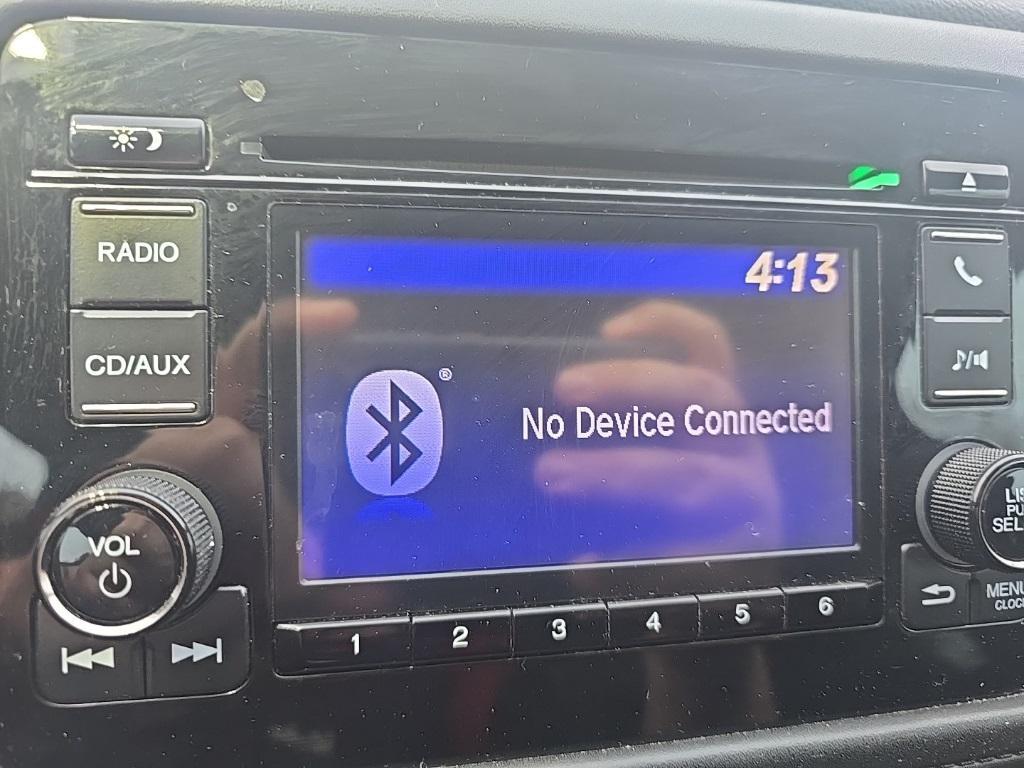 RADIO
4:13
CD/AUX
®
No Device Connected
VOL
1
2
3
4
5
6
MENU
CLOCK